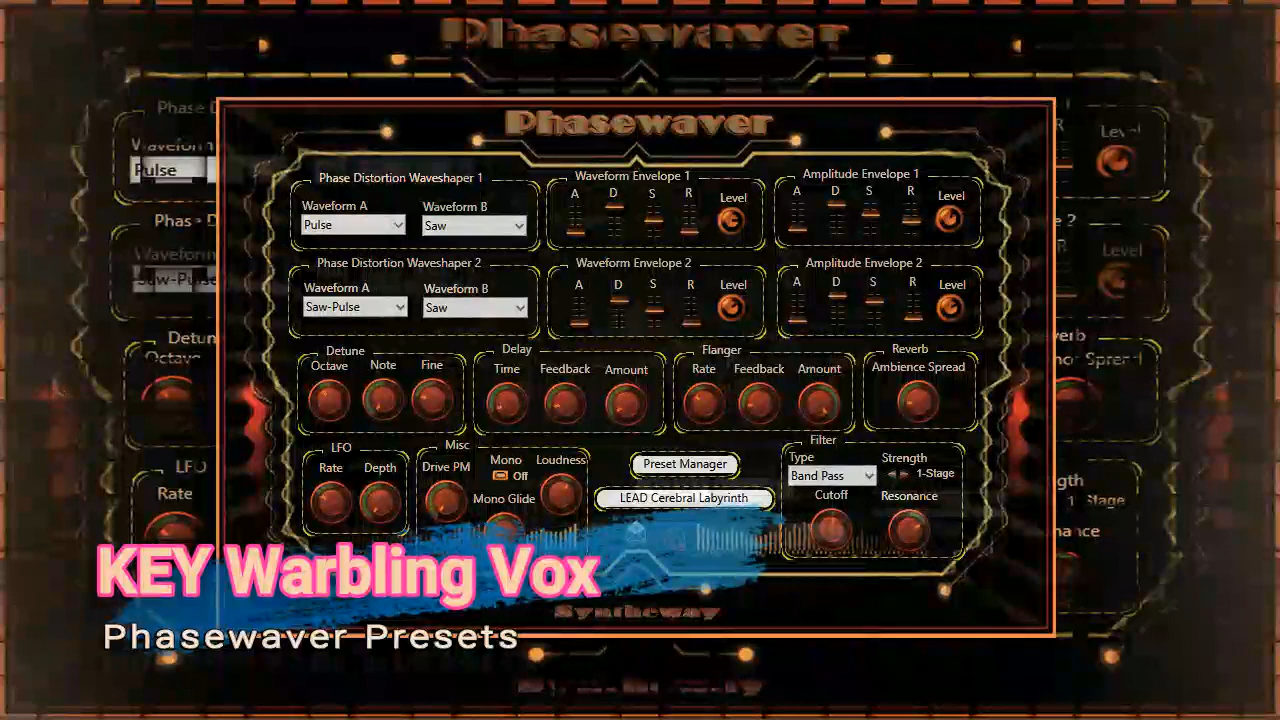 Phasewaver
Phasewaver
Phase Distortion Waveshaper 1
Waveform A
Waveform B
Pulse
Saw
Waveform Envelope 1
A D S R
Level
Amplitude Envelope 1
A D S R
Level
Phase Distortion Waveshaper 2
Waveform A
Waveform B
Saw-Pulse
Saw
Waveform Envelope 2
A D S R
Level
Amplitude Envelope 2
A D S R
Level
Detune
Octave Note Fine
Delay
Time Feedback Amount
Flanger
Rate Feedback Amount
Reverb
Ambience Spread
LFO
Rate Depth
Misc
Drive PM
Mono
Off
Loudness
Mono Glide
Preset Manager
LEAD Cerebral Labyrinth
Filter
Type
Band Pass
Strength
1-Stage
Cutoff
Resonance
Syntheway
KEY Warbling Vox
Phasewaver Presets
Pulse
LFO
Rate